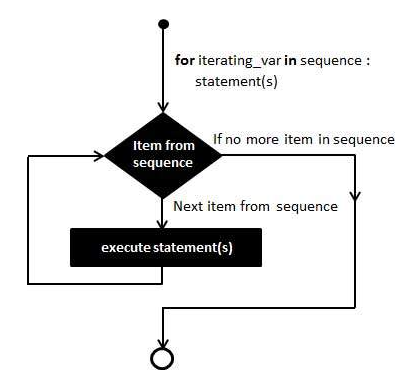 for iterating_var in sequence :
statement(s)
Item from
sequence
If no more item in sequence
Next item from sequence
execute statement(s)